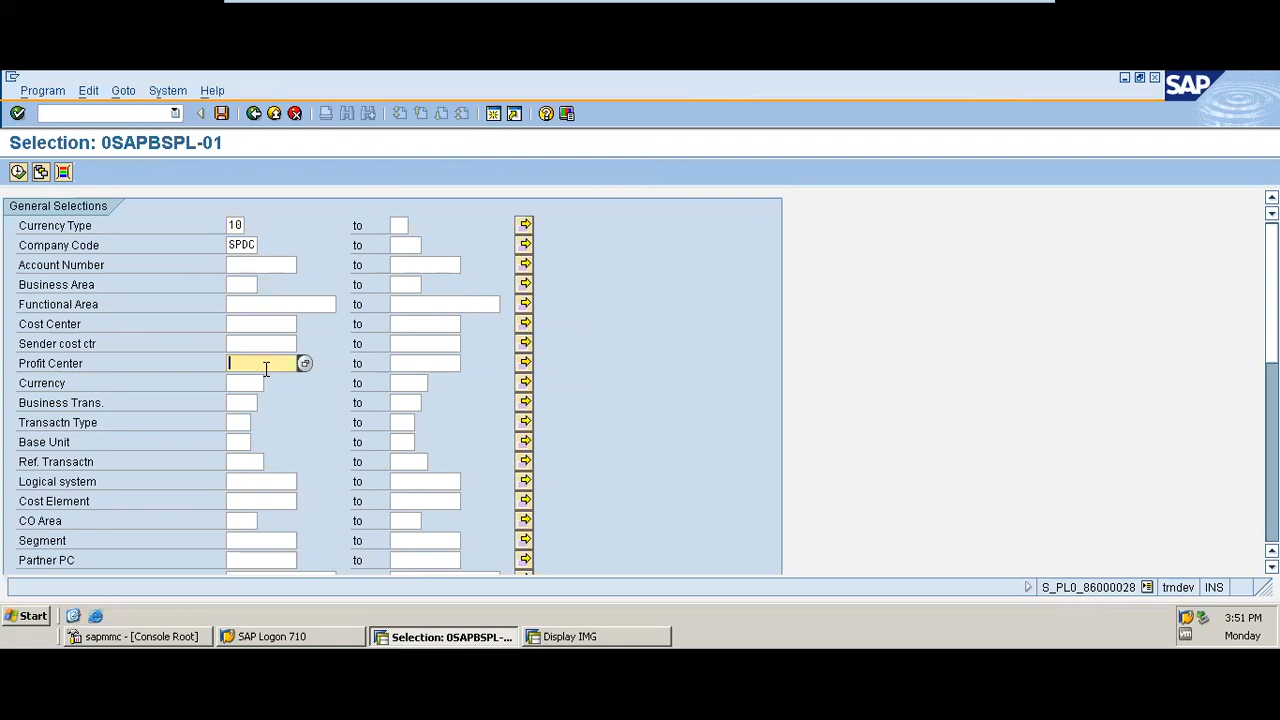 SAP
Program Edit Goto System Help
Selection: 0SAPBSPL-01
General Selections
Currency Type 10 to
Company Code SPDC to
Account Number to
Business Area to
Functional Area to
Cost Center to
Sender cost ctr to
Profit Center to
Currency to
Business Trans. to
Transactn Type to
Base Unit to
Ref. Transactn to
Logical system to
Cost Element to
CO Area to
Segment to
Partner PC to
S_PL0_86000028 trndev INS
Start 3:51 PM
sapmmc - [Console Root] SAP Logon 710 Selection: 0SAPBSPL-... Display IMG Monday